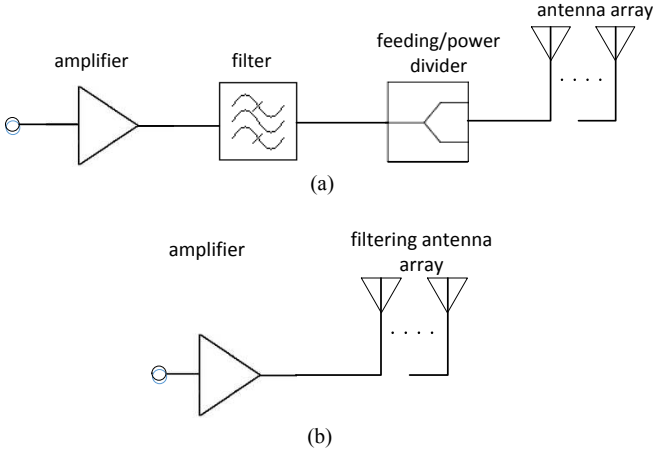 antenna array
feeding/power
divider
amplifier
filter
(a)
filtering antenna
array
amplifier
(b)